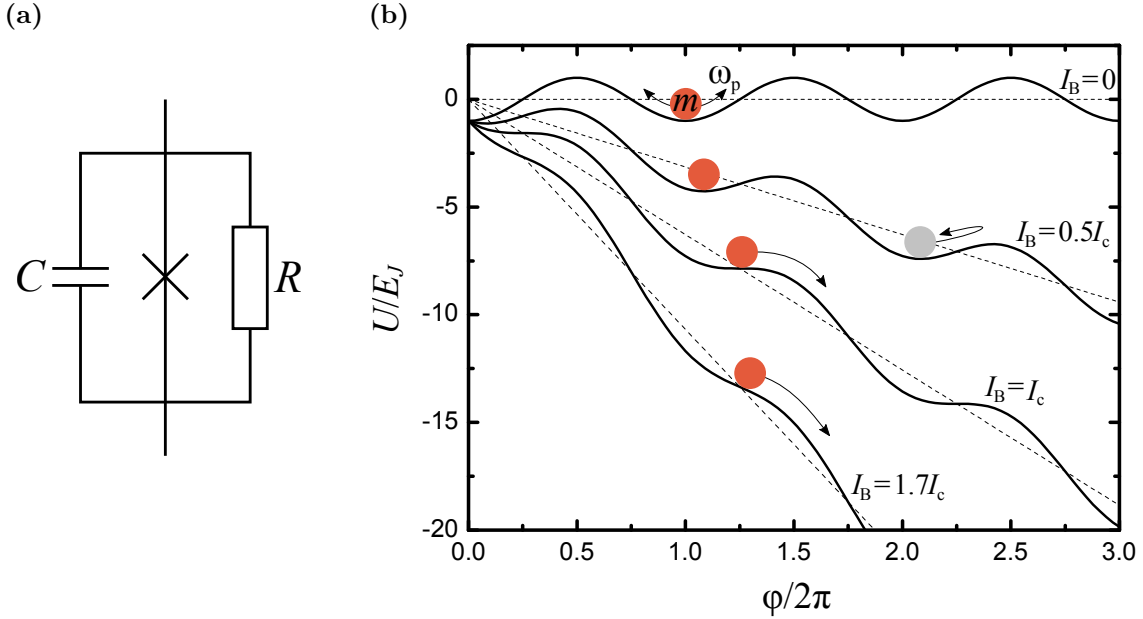 (a)
(b)
C
R
U/E_J
0
-5
-10
-15
-20
ω_p
m
I_B=0
I_B=0.5I_c
I_B=I_c
I_B=1.7I_c
0.0 0.5 1.0 1.5 2.0 2.5 3.0
φ/2π